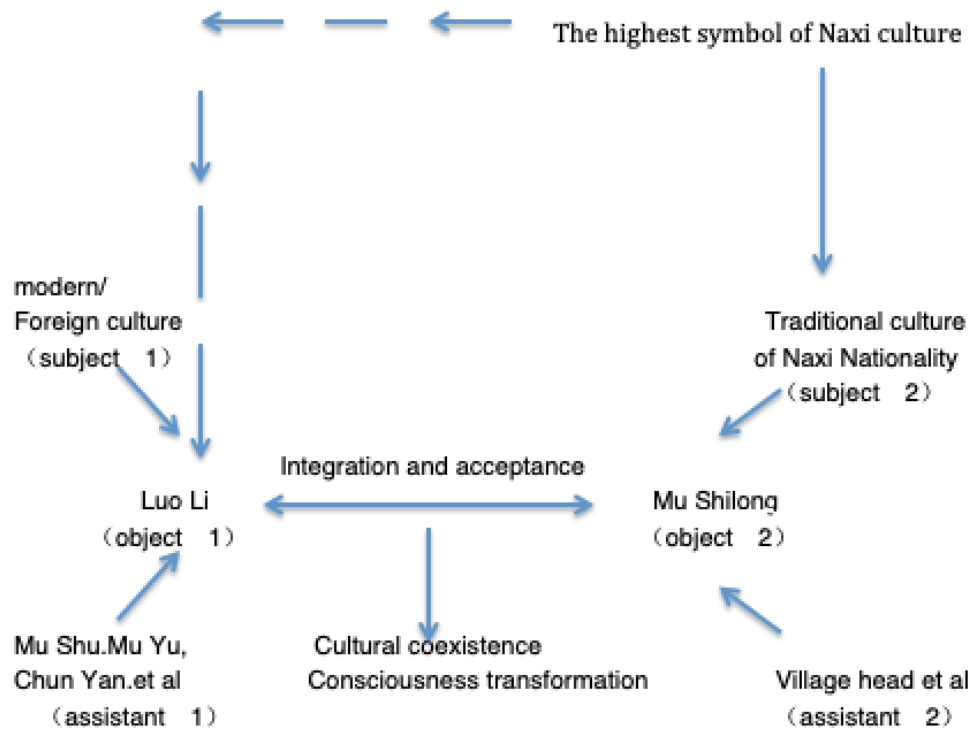 The highest symbol of Naxi culture
modern/
Foreign culture
（subject 1）
Traditional culture
of Naxi Nationality
（subject 2）
Integration and acceptance
Luo Li
（object 1）
Mu Shilong
（object 2）
Mu Shu.Mu Yu,
Chun Yan.et al
（assistant 1）
Cultural coexistence
Consciousness transformation
Village head et al
（assistant 2）